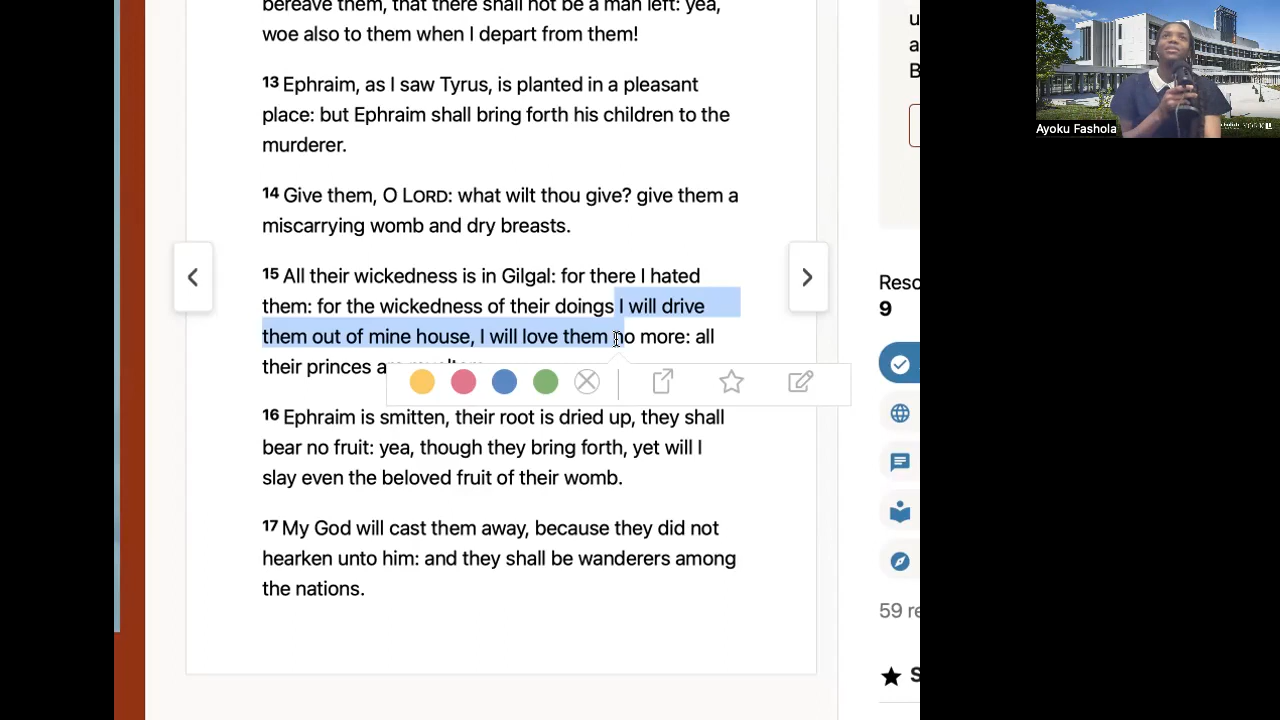 bereave them, that there shall not be a man left: yea,
woe also to them when I depart from them!
13 Ephraim, as I saw Tyrus, is planted in a pleasant
place: but Ephraim shall bring forth his children to the
murderer.
14 Give them, O LORD: what wilt thou give? give them a
miscarrying womb and dry breasts.
15 All their wickedness is in Gilgal: for there I hated
them: for the wickedness of their doings I will drive
them out of mine house, I will love them no more: all
their princes
16 Ephraim is smitten, their root is dried up, they shall
bear no fruit: yea, though they bring forth, yet will I
slay even the beloved fruit of their womb.
17 My God will cast them away, because they did not
hearken unto him: and they shall be wanderers among
the nations.
Reso
9
59 re
S
u
a
B
Ayoku Fashola